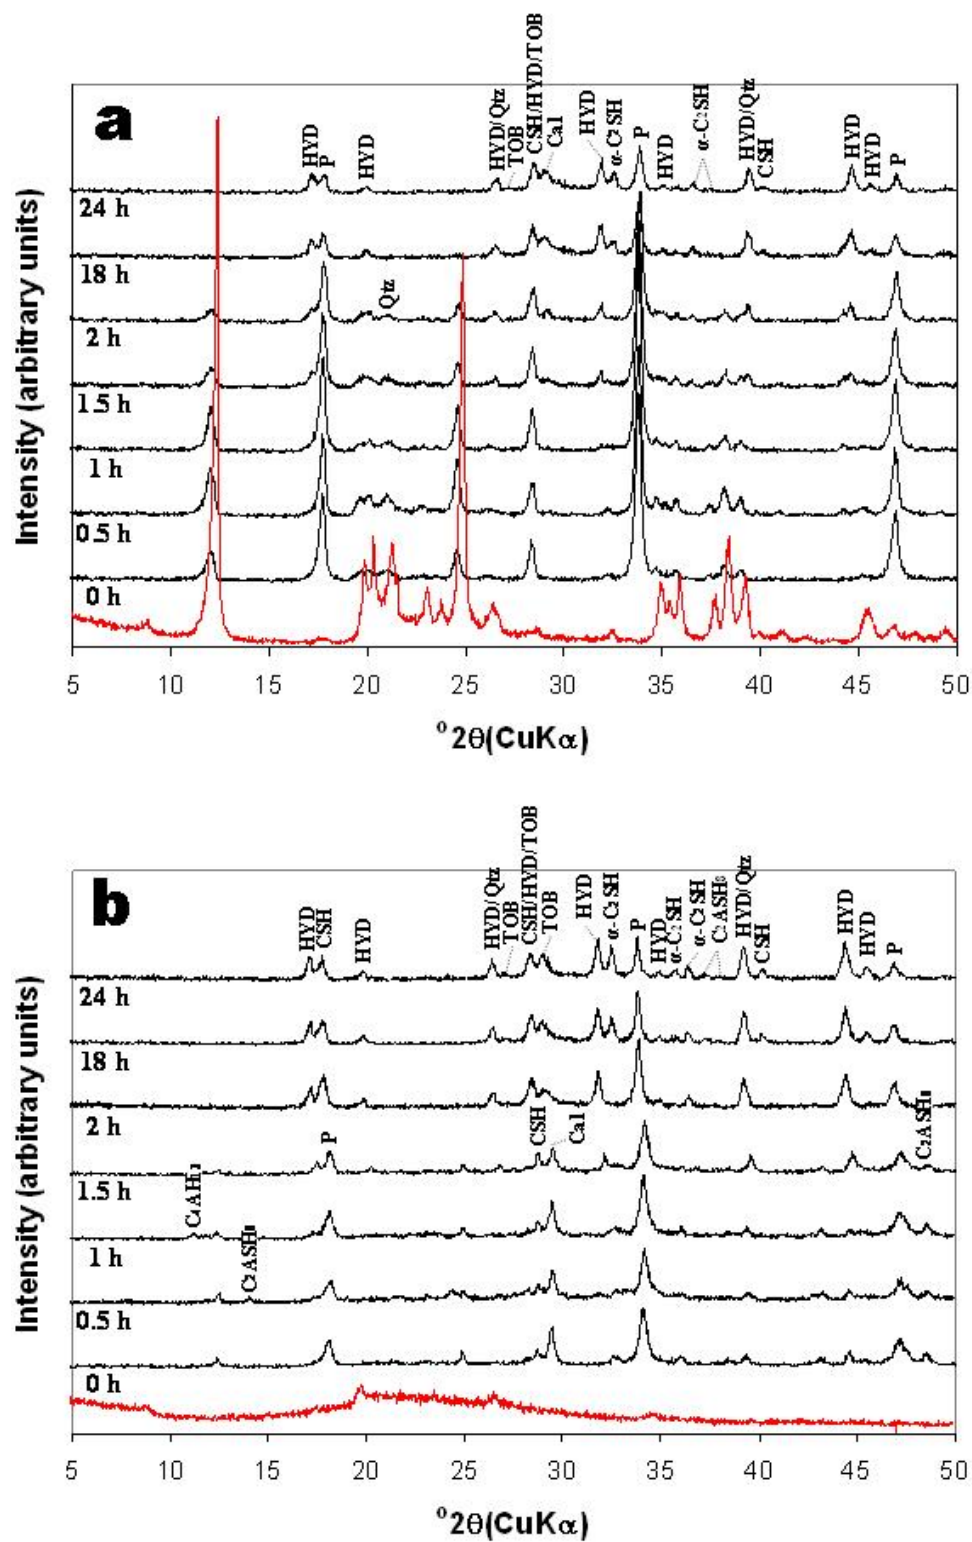 a
HYD
P
HYD
HYD/Qtz
TOB
CSH/HYD/TOB
Cal
HYD
α-C₂SH
P
HYD
α-C₂SH
HYD/Qtz
CSH
HYD
HYD
P
24 h
18 h
Qtz
2 h
1.5 h
1 h
0.5 h
0 h
Intensity (arbitrary units)
5 10 15 20 25 30 35 40 45 50
°2θ(CuKα)
b
HYD
CSH
HYD
HYD/Qtz
TOB
CSH/HYD/TOB
TOB
HYD
α-C₂SH
P
HYD
α-C₂SH
α-C₂SH
C₂ASH₈
HYD/Qtz
CSH
HYD
HYD
P
24 h
18 h
2 h
P
CSH
Cal
C₂ASH₈
1.5 h
C₂ASH₈
1 h
0.5 h
0 h
Intensity (arbitrary units)
5 10 15 20 25 30 35 40 45 50
°2θ(CuKα)